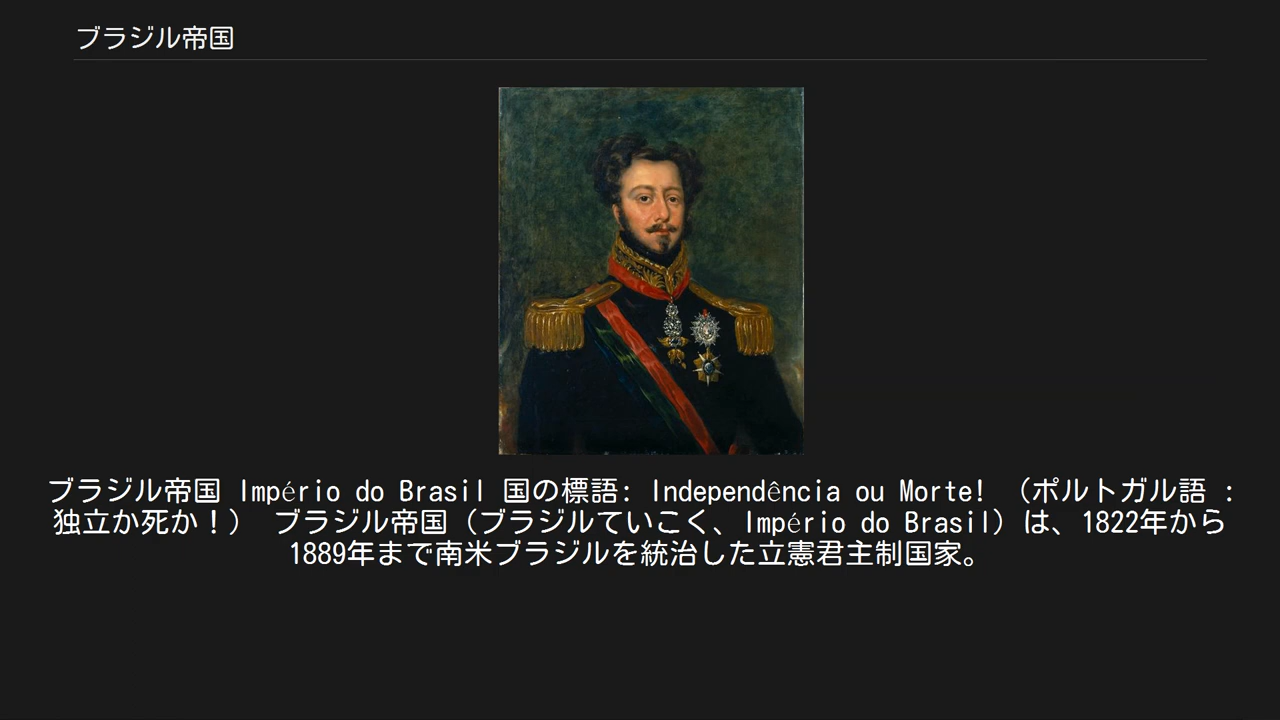 ブラジル帝国
ブラジル帝国 Império do Brasil 国の標語: Independência ou Morte! （ポルトガル語 :
独立か死か！） ブラジル帝国（ブラジルていこく、Império do Brasil）は、1822年から
1889年まで南米ブラジルを統治した立憲君主制国家。